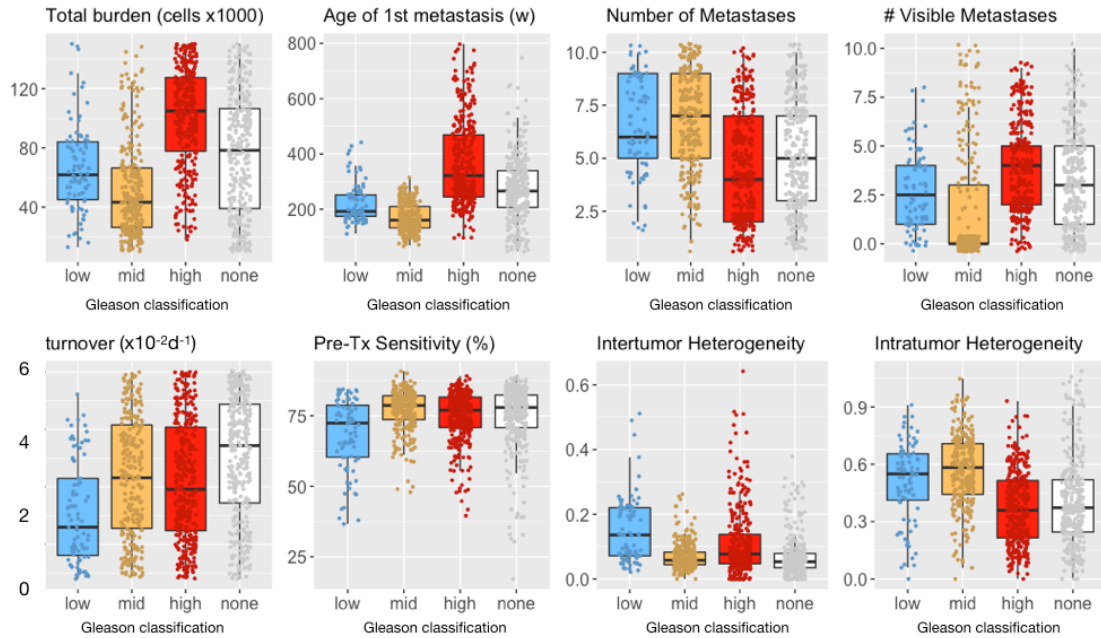 Total burden (cells x1000)
120
80
40
low mid high none
Gleason classification
Age of 1st metastasis (w)
800
600
400
200
low mid high none
Gleason classification
Number of Metastases
10.0
7.5
5.0
2.5
low mid high none
Gleason classification
# Visible Metastases
10.0
7.5
5.0
2.5
0.0
low mid high none
Gleason classification
turnover (x10⁻²d⁻¹)
6
4
2
0
low mid high none
Gleason classification
Pre-Tx Sensitivity (%)
75
50
25
low mid high none
Gleason classification
Intertumor Heterogeneity
0.6
0.4
0.2
0.0
low mid high none
Gleason classification
Intratumor Heterogeneity
0.9
0.6
0.3
0.0
low mid high none
Gleason classification